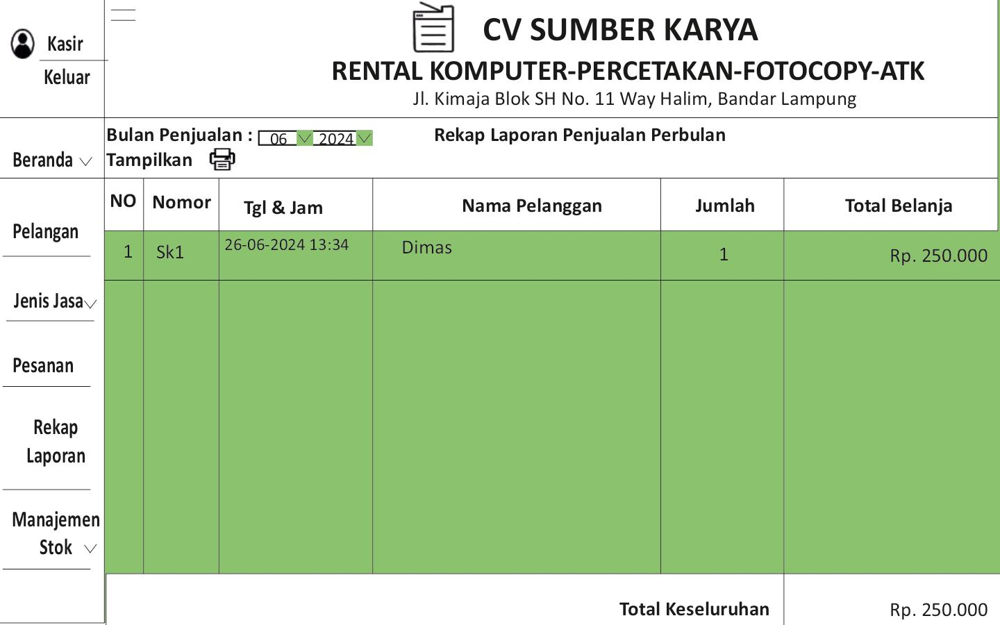 CV SUMBER KARYA
RENTAL KOMPUTER-PERCETAKAN-FOTOCOPY-ATK
Jl. Kimaja Blok SH No. 11 Way Halim, Bandar Lampung
Kasir
Keluar
Beranda
Pelangan
Jenis Jasa
Pesanan
Rekap
Laporan
Manajemen
Stok
Bulan Penjualan : 06 2024 Rekap Laporan Penjualan Perbulan
Tampilkan
NO Nomor Tgl & Jam Nama Pelanggan Jumlah Total Belanja
1 Sk1 26-06-2024 13:34 Dimas 1 Rp. 250.000
Total Keseluruhan Rp. 250.000